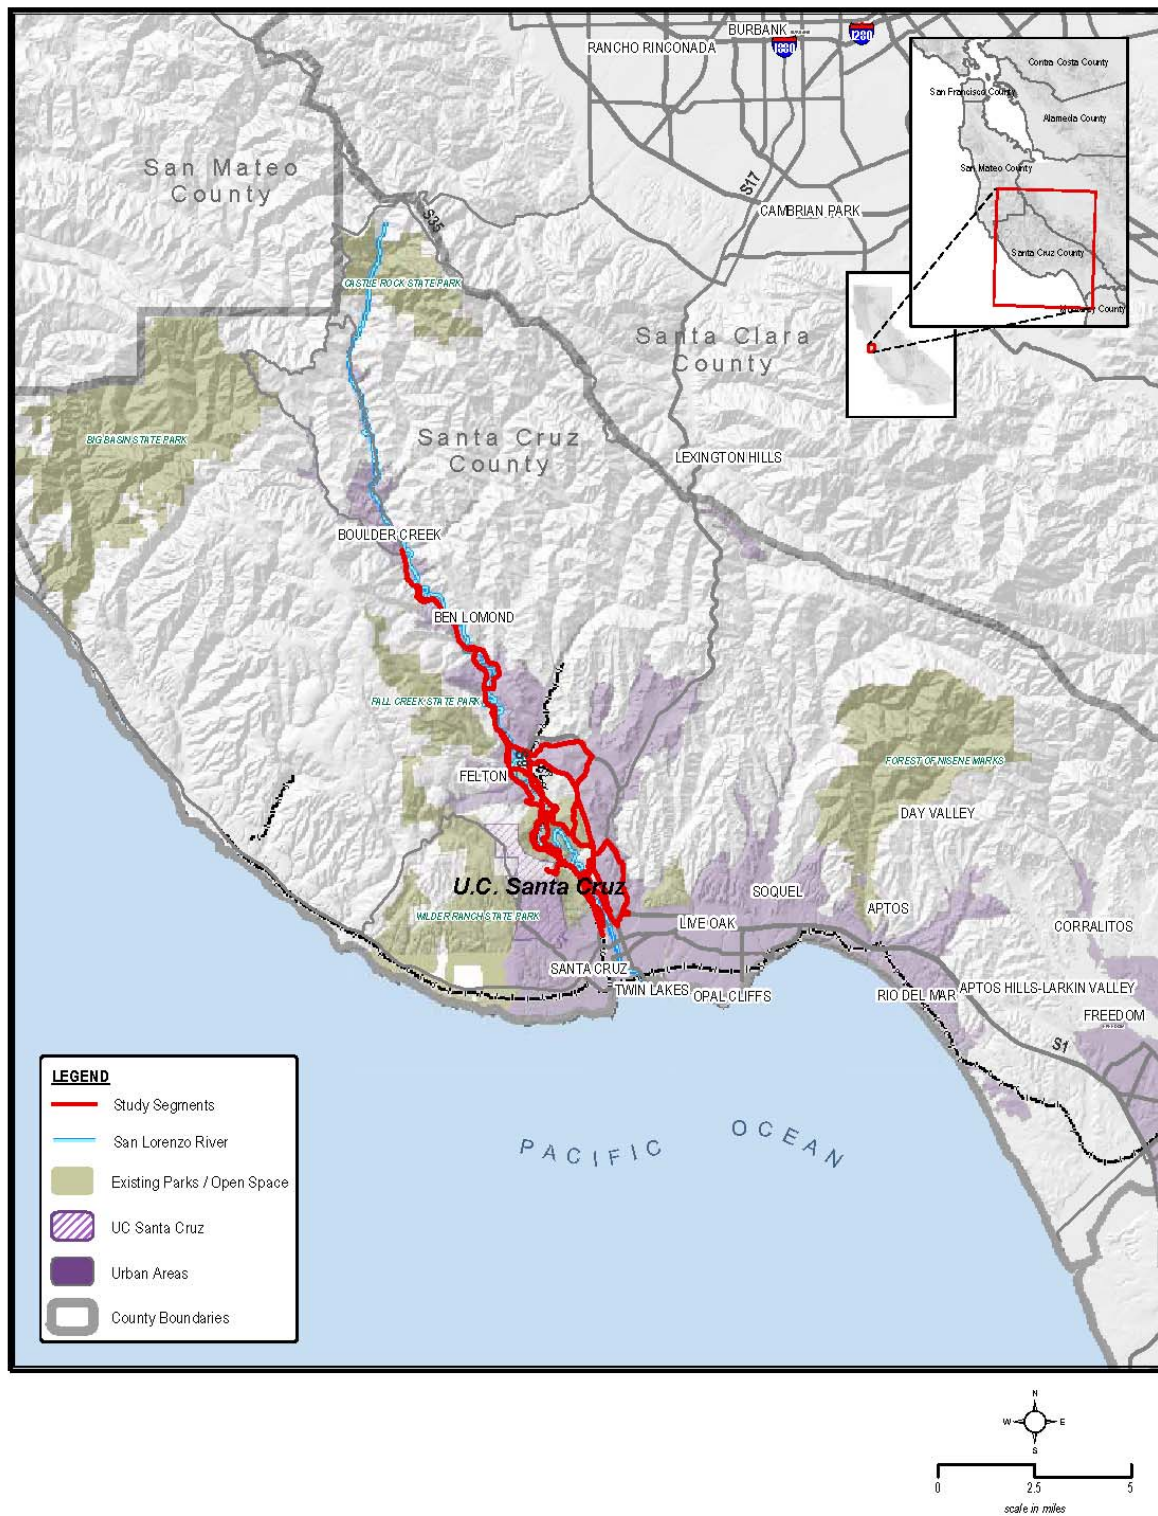 BURBANK
RANCHO RINCONADA
1880
1280
Contra Costa County
San Francisco County
Alameda County
San Mateo County
San Mateo
County
S17
S35
CAMBRIAN PARK
Santa Cruz County
CASTLE ROCK STATE PARK
Santa Clara
County
BIG BASIN STATE PARK
Santa Cruz
County
LEXINGTON HILLS
BOULDER CREEK
BEN LOMOND
FALL CREEK STATE PARK
FOREST OF NISENE MARKS
FELTON
DAY VALLEY
U.C. Santa Cruz
SOQUEL
WILDER RANCH STATE PARK
APTOS
LIVE OAK
CORRALITOS
SANTA CRUZ
TWIN LAKES
OPAL CLIFFS
RIO DEL MAR
APTOS HILLS-LARKIN VALLEY
FREEDOM
S1
PACIFIC OCEAN
LEGEND
Study Segments
San Lorenzo River
Existing Parks / Open Space
UC Santa Cruz
Urban Areas
County Boundaries
N
W E
S
0 2.5 5
scale in miles